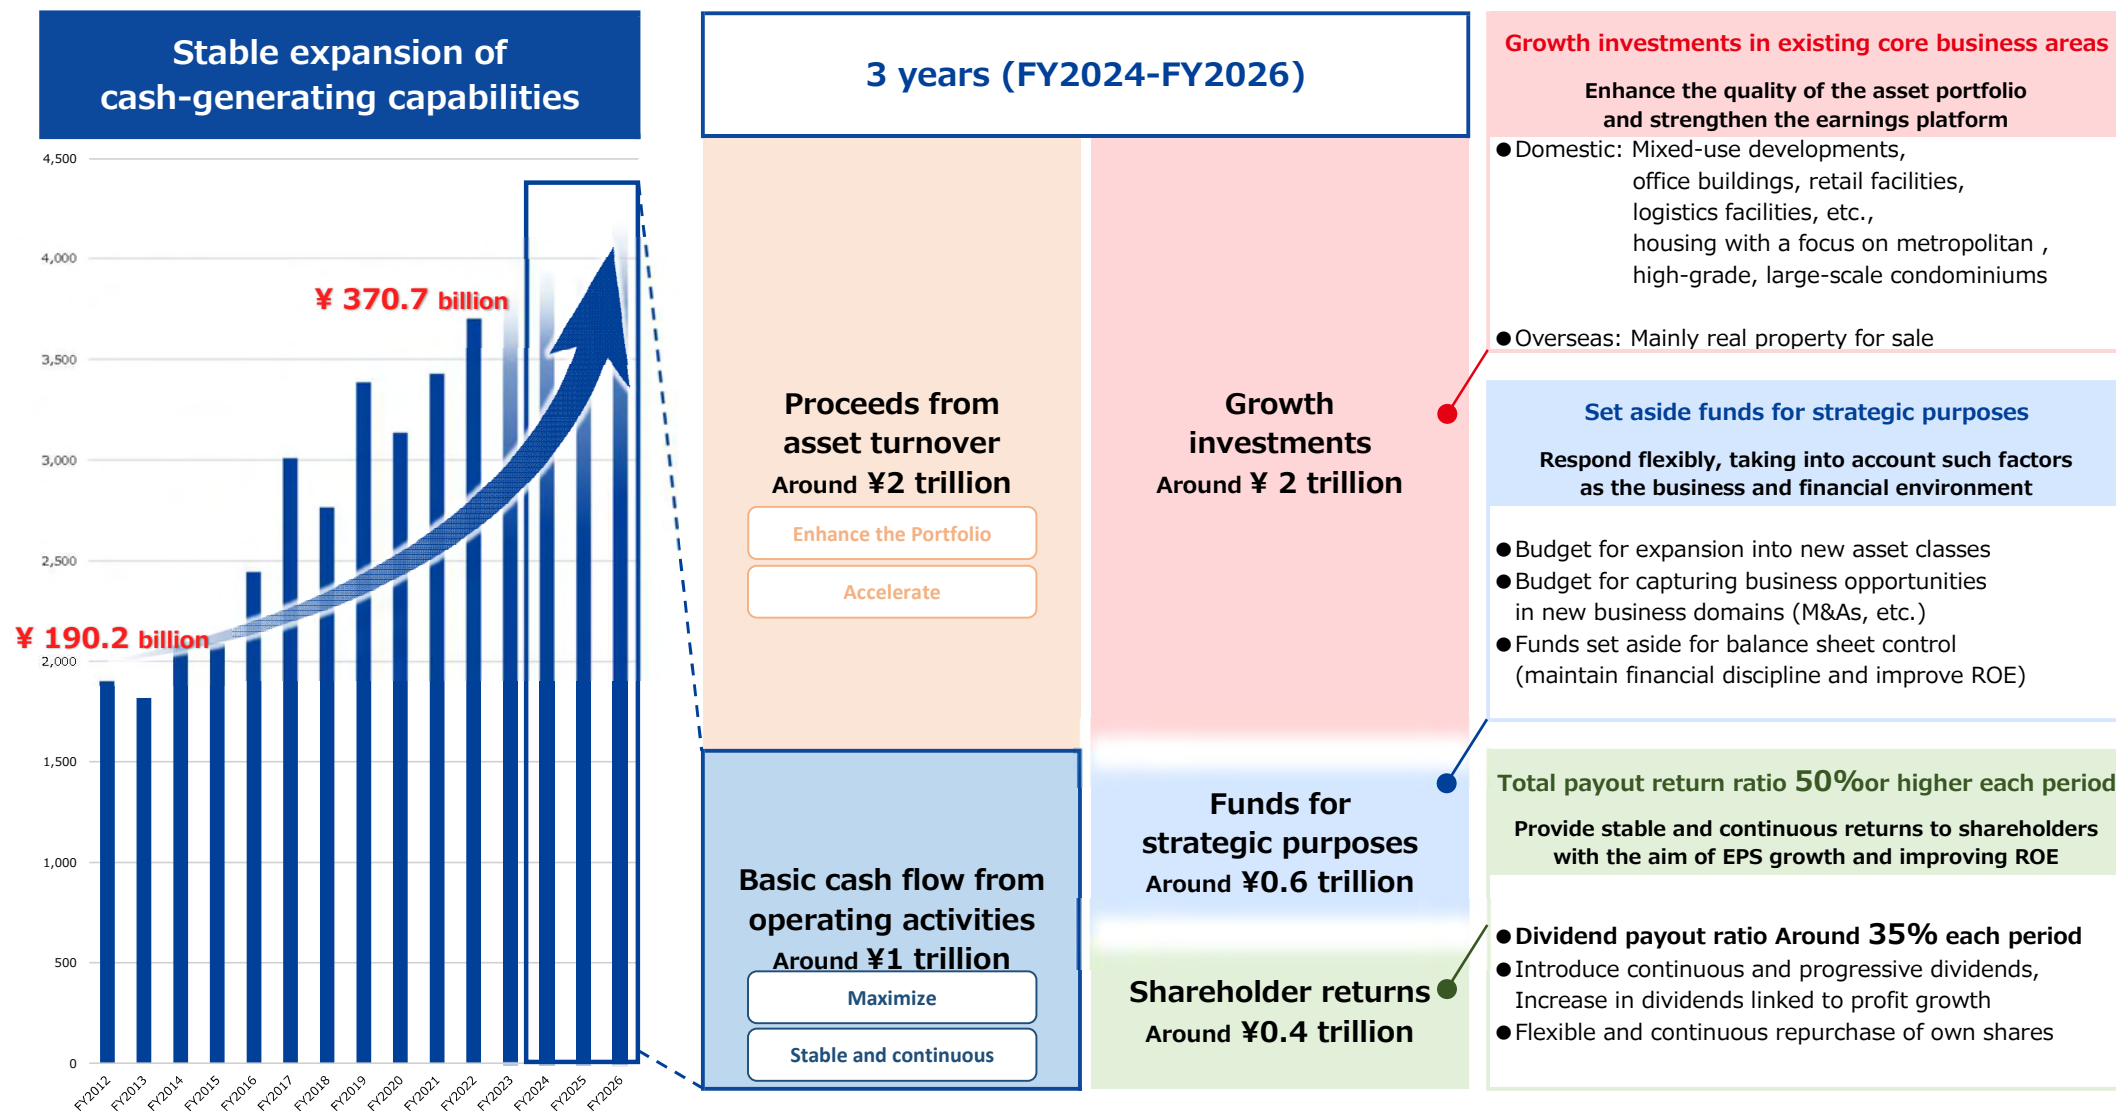 Stable expansion of
cash-generating capabilities
4,500
4,000
3,500
3,000
2,500
2,000
1,500
1,000
500
0
¥ 370.7 billion
¥ 190.2 billion
FY2012
FY2013
FY2014
FY2015
FY2016
FY2017
FY2018
FY2019
FY2020
FY2021
FY2022
FY2023
FY2024
FY2025
FY2026
3 years (FY2024-FY2026)
Proceeds from
asset turnover
Around ¥2 trillion
Enhance the Portfolio
Accelerate
Basic cash flow from
operating activities
Around ¥1 trillion
Maximize
Stable and continuous
Growth
investments
Around ¥ 2 trillion
Funds for
strategic purposes
Around ¥0.6 trillion
Shareholder returns
Around ¥0.4 trillion
Growth investments in existing core business areas
Enhance the quality of the asset portfolio
and strengthen the earnings platform
●Domestic: Mixed-use developments,
office buildings, retail facilities,
logistics facilities, etc.,
housing with a focus on metropolitan ,
high-grade, large-scale condominiums
●Overseas: Mainly real property for sale
Set aside funds for strategic purposes
Respond flexibly, taking into account such factors
as the business and financial environment
●Budget for expansion into new asset classes
●Budget for capturing business opportunities
in new business domains (M&As, etc.)
●Funds set aside for balance sheet control
(maintain financial discipline and improve ROE)
Total payout return ratio 50%or higher each period
Provide stable and continuous returns to shareholders
with the aim of EPS growth and improving ROE
●Dividend payout ratio Around 35% each period
●Introduce continuous and progressive dividends,
Increase in dividends linked to profit growth
●Flexible and continuous repurchase of own shares